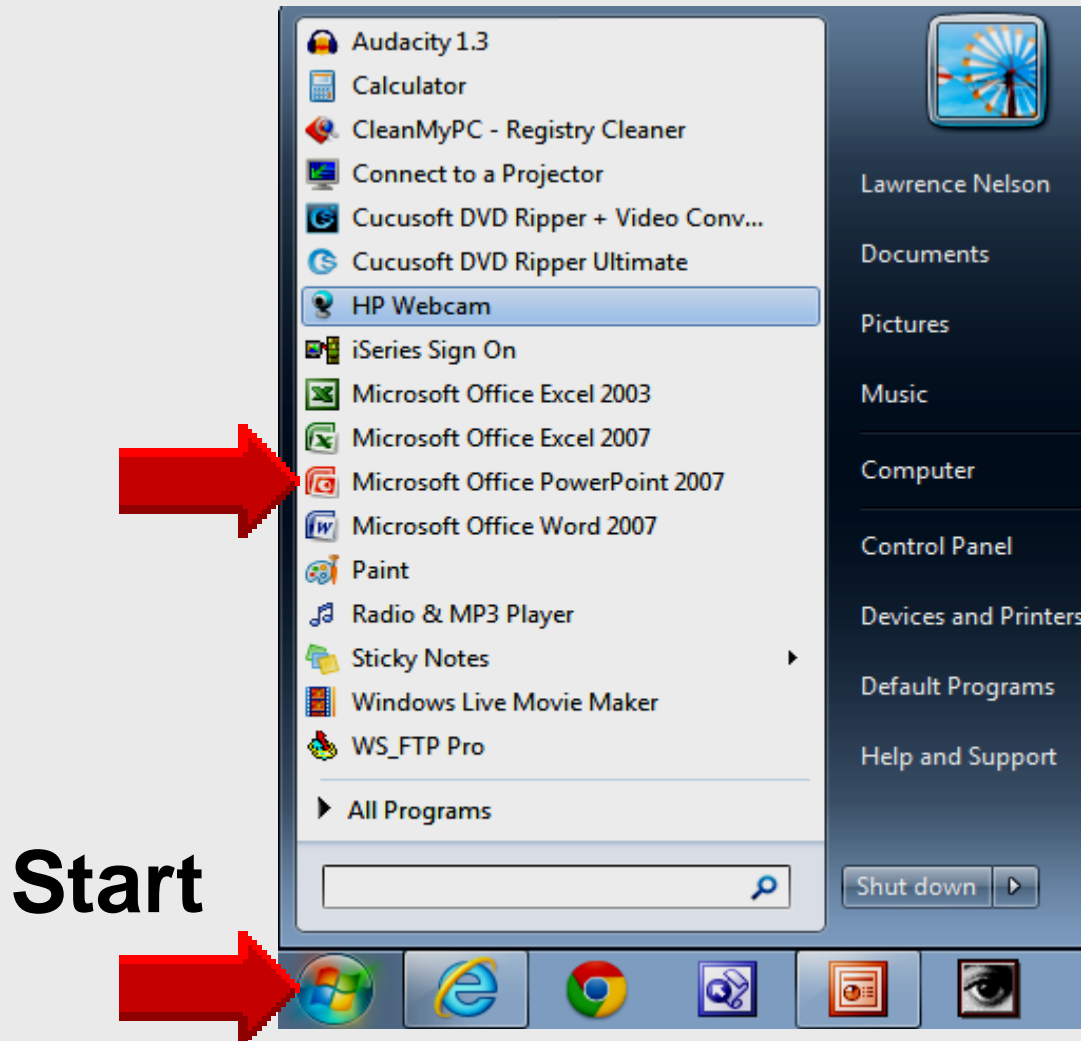 Audacity 1.3
Calculator
CleanMyPC - Registry Cleaner
Connect to a Projector
Cucusoft DVD Ripper + Video Conv...
Cucusoft DVD Ripper Ultimate
HP Webcam
iSeries Sign On
Microsoft Office Excel 2003
Microsoft Office Excel 2007
Microsoft Office PowerPoint 2007
Microsoft Office Word 2007
Paint
Radio & MP3 Player
Sticky Notes
Windows Live Movie Maker
WS_FTP Pro
All Programs
Lawrence Nelson
Documents
Pictures
Music
Computer
Control Panel
Devices and Printers
Default Programs
Help and Support
Shut down
Start